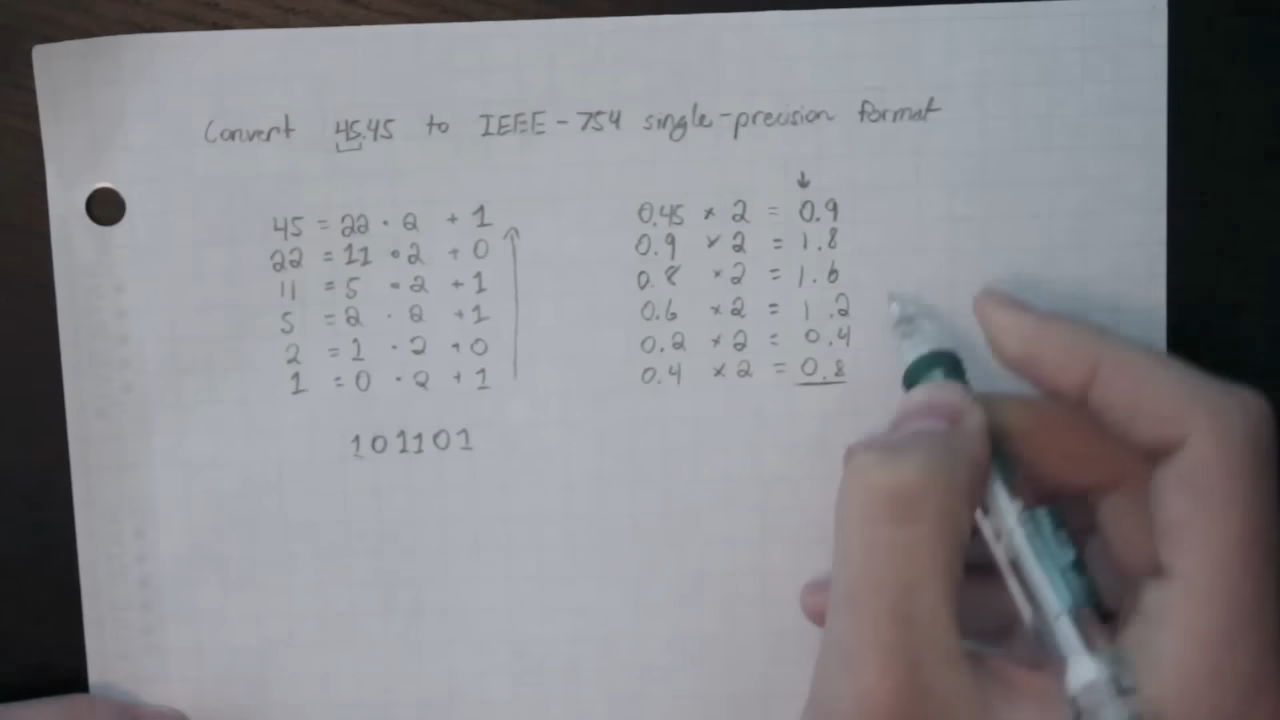 Convert 45.45 to IEEE-754 single-precision format
45 = 22 · 2 + 1
22 = 11 · 2 + 0
11 = 5 · 2 + 1
5 = 2 · 2 + 1
2 = 1 · 2 + 0
1 = 0 · 2 + 1
101101
↓
0.45 × 2 = 0.9
0.9 × 2 = 1.8
0.8 × 2 = 1.6
0.6 × 2 = 1.2
0.2 × 2 = 0.4
0.4 × 2 = 0.8